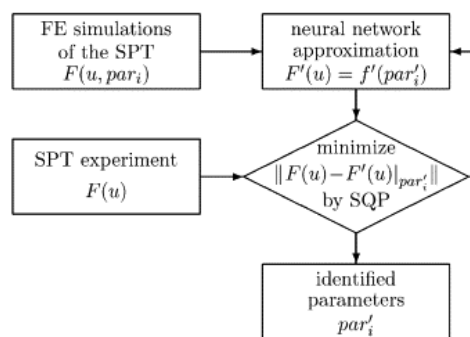 FE simulations
of the SPT
F(u, par_i)
neural network
approximation
F'(u) = f'(par'_i)
SPT experiment
F(u)
minimize
‖F(u)−F'(u)|_{par'_i}‖
by SQP
identified
parameters
par'_i